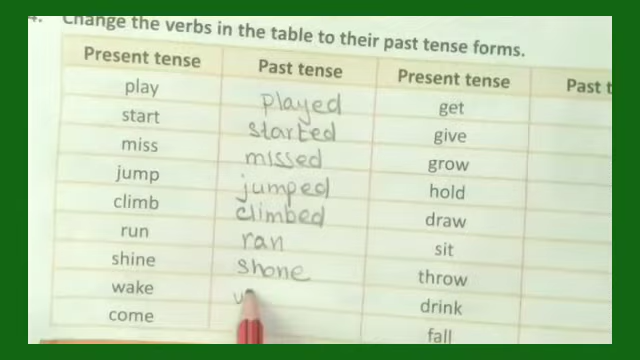 Change the verbs in the table to their past tense forms.
Present tense Past tense Present tense Past
play played get
start started give
miss missed grow
jump jumped hold
climb climbed draw
run ran sit
shine shone throw
wake drink
come fall